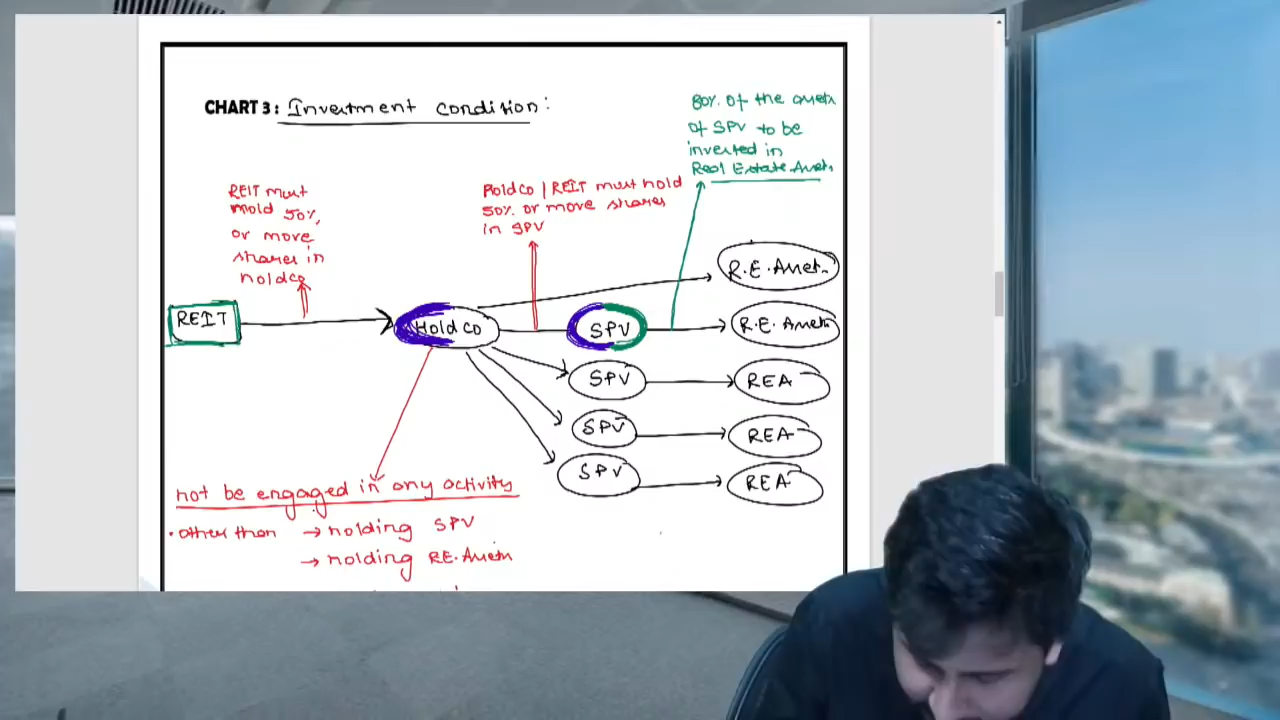 CHART 3 : Investment condition :
80% of the assets
of SPV to be
invested in
Real Estate Assets
REIT must
mold 50%
or more
shares in
holdco
Holdco | REIT must hold
50% or more shares
in SPV
REIT
Hold co
SPV
R.E. Assets
R.E. Assets
SPV
REA
SPV
REA
SPV
REA
not be engaged in any activity
• other than → holding SPV
→ holding RE. Assets